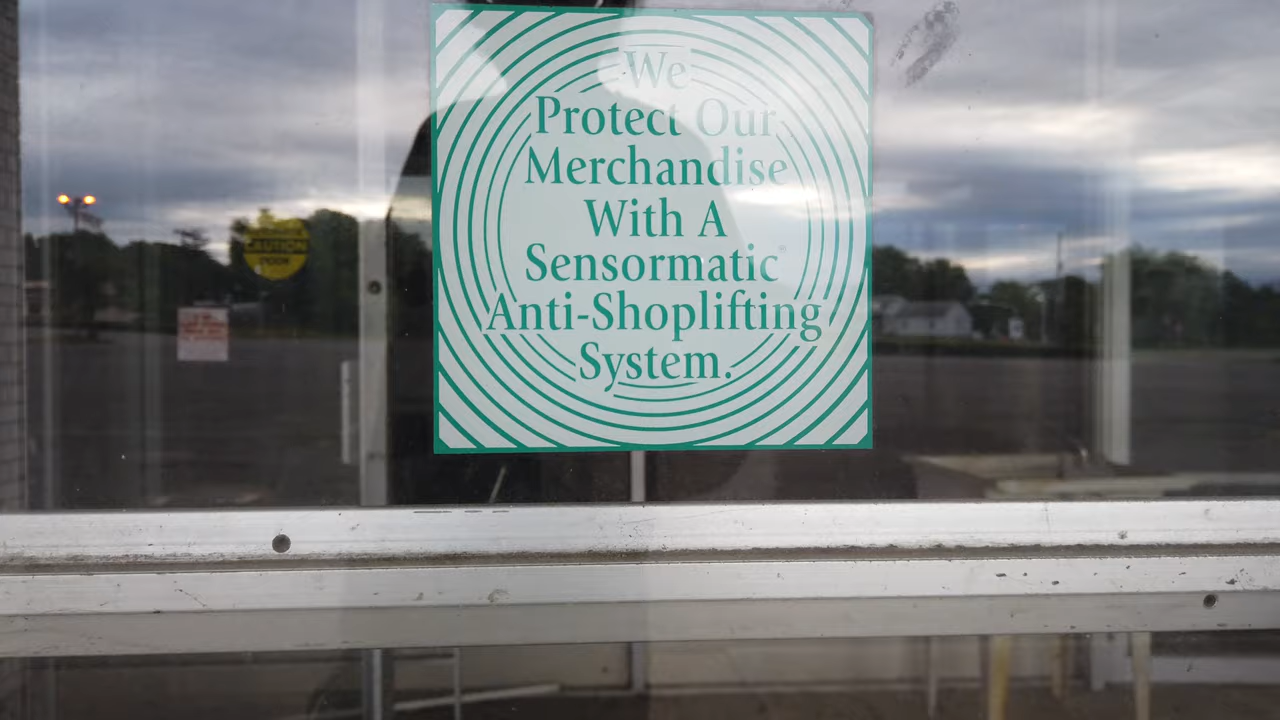 We
Protect Our
Merchandise
With A
Sensormatic
Anti-Shoplifting
System.
CAUTION